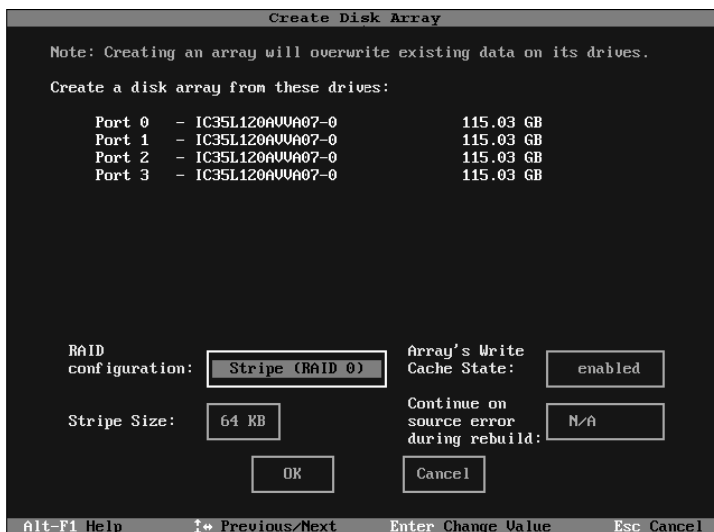 Create Disk Array
Note: Creating an array will overwrite existing data on its drives.
Create a disk array from these drives:
Port 0 - IC35L120AVVA07-0 115.03 GB
Port 1 - IC35L120AVVA07-0 115.03 GB
Port 2 - IC35L120AVVA07-0 115.03 GB
Port 3 - IC35L120AVVA07-0 115.03 GB
RAID
configuration: Stripe (RAID 0)
Array's Write
Cache State: enabled
Stripe Size: 64 KB
Continue on
source error
during rebuild: N/A
OK Cancel
Alt-F1 Help ↕↔ Previous/Next Enter Change Value Esc Cancel